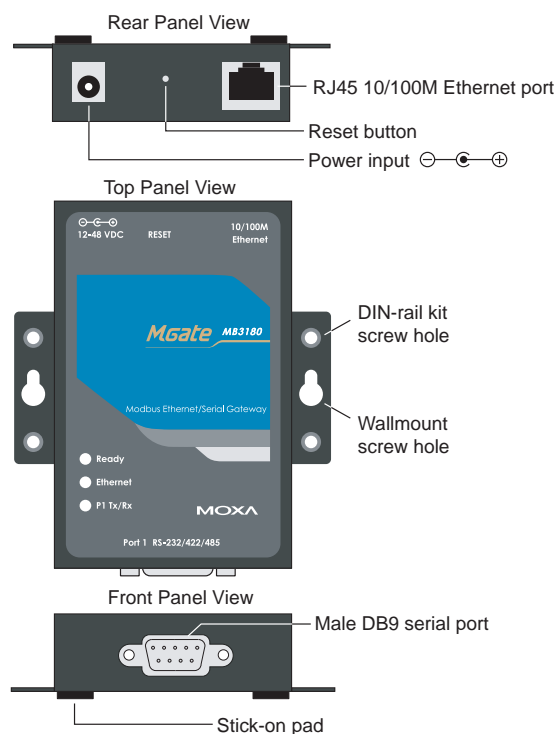 Rear Panel View
RJ45 10/100M Ethernet port
Reset button
Power input
Top Panel View
12-48 VDC
RESET
10/100M
Ethernet
DIN-rail kit
screw hole
MGate MB3180
Modbus Ethernet/Serial Gateway
Wallmount
screw hole
Ready
Ethernet
P1 Tx/Rx
MOXA
Port 1 RS-232/422/485
Front Panel View
Male DB9 serial port
Stick-on pad